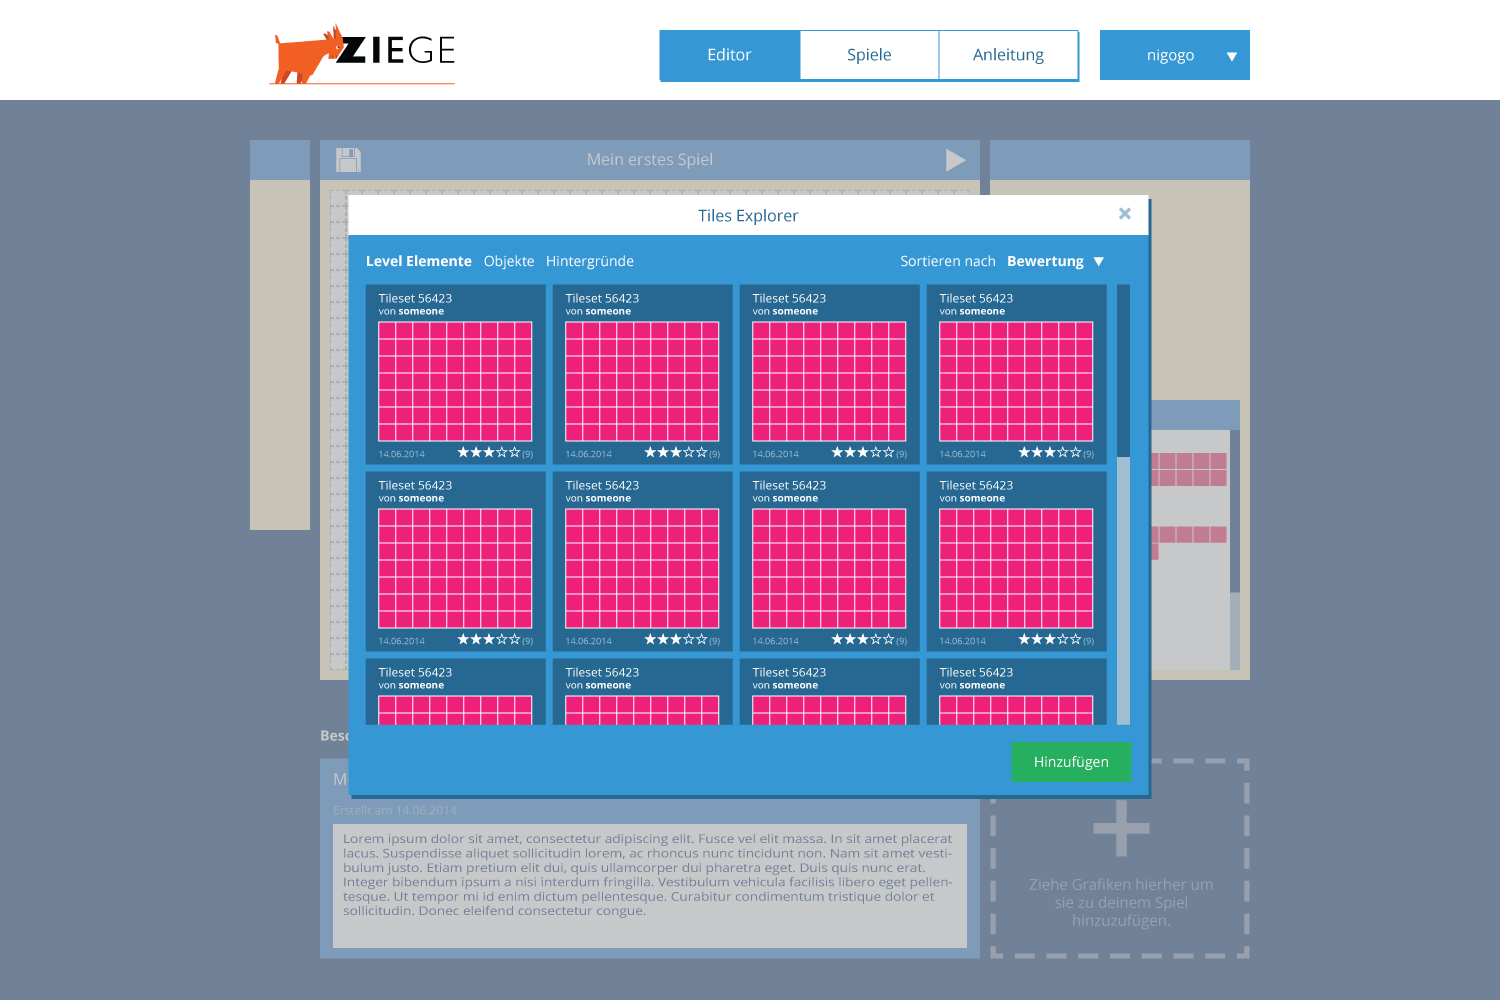 ZIEGE
Editor
Spiele
Anleitung
nigogo
Mein erstes Spiel
Tiles Explorer
Level Elemente Objekte Hintergründe
Sortieren nach Bewertung
Tileset 56423
von someone
14.06.2014
(9)
Tileset 56423
von someone
14.06.2014
(9)
Tileset 56423
von someone
14.06.2014
(9)
Tileset 56423
von someone
14.06.2014
(9)
Tileset 56423
von someone
14.06.2014
(9)
Tileset 56423
von someone
14.06.2014
(9)
Tileset 56423
von someone
14.06.2014
(9)
Tileset 56423
von someone
14.06.2014
(9)
Tileset 56423
von someone
Tileset 56423
von someone
Tileset 56423
von someone
Tileset 56423
von someone
Hinzufügen
Erstellt am 14.06.2014
Lorem ipsum dolor sit amet, consectetur adipiscing elit. Fusce vel elit massa. In sit amet placerat
lacus. Suspendisse aliquet sollicitudin lorem, ac rhoncus nunc tincidunt non. Nam sit amet vesti-
bulum justo. Etiam pretium elit dui, quis ullamcorper dui pharetra eget. Duis quis nunc erat.
Integer bibendum ipsum a nisi interdum fringilla. Vestibulum vehicula facilisis libero eget pellen-
tesque. Ut tempor mi id enim dictum pellentesque. Curabitur condimentum tristique dolor et
sollicitudin. Donec eleifend consectetur congue.
Ziehe Grafiken hierher um
sie zu deinem Spiel
hinzuzufügen.